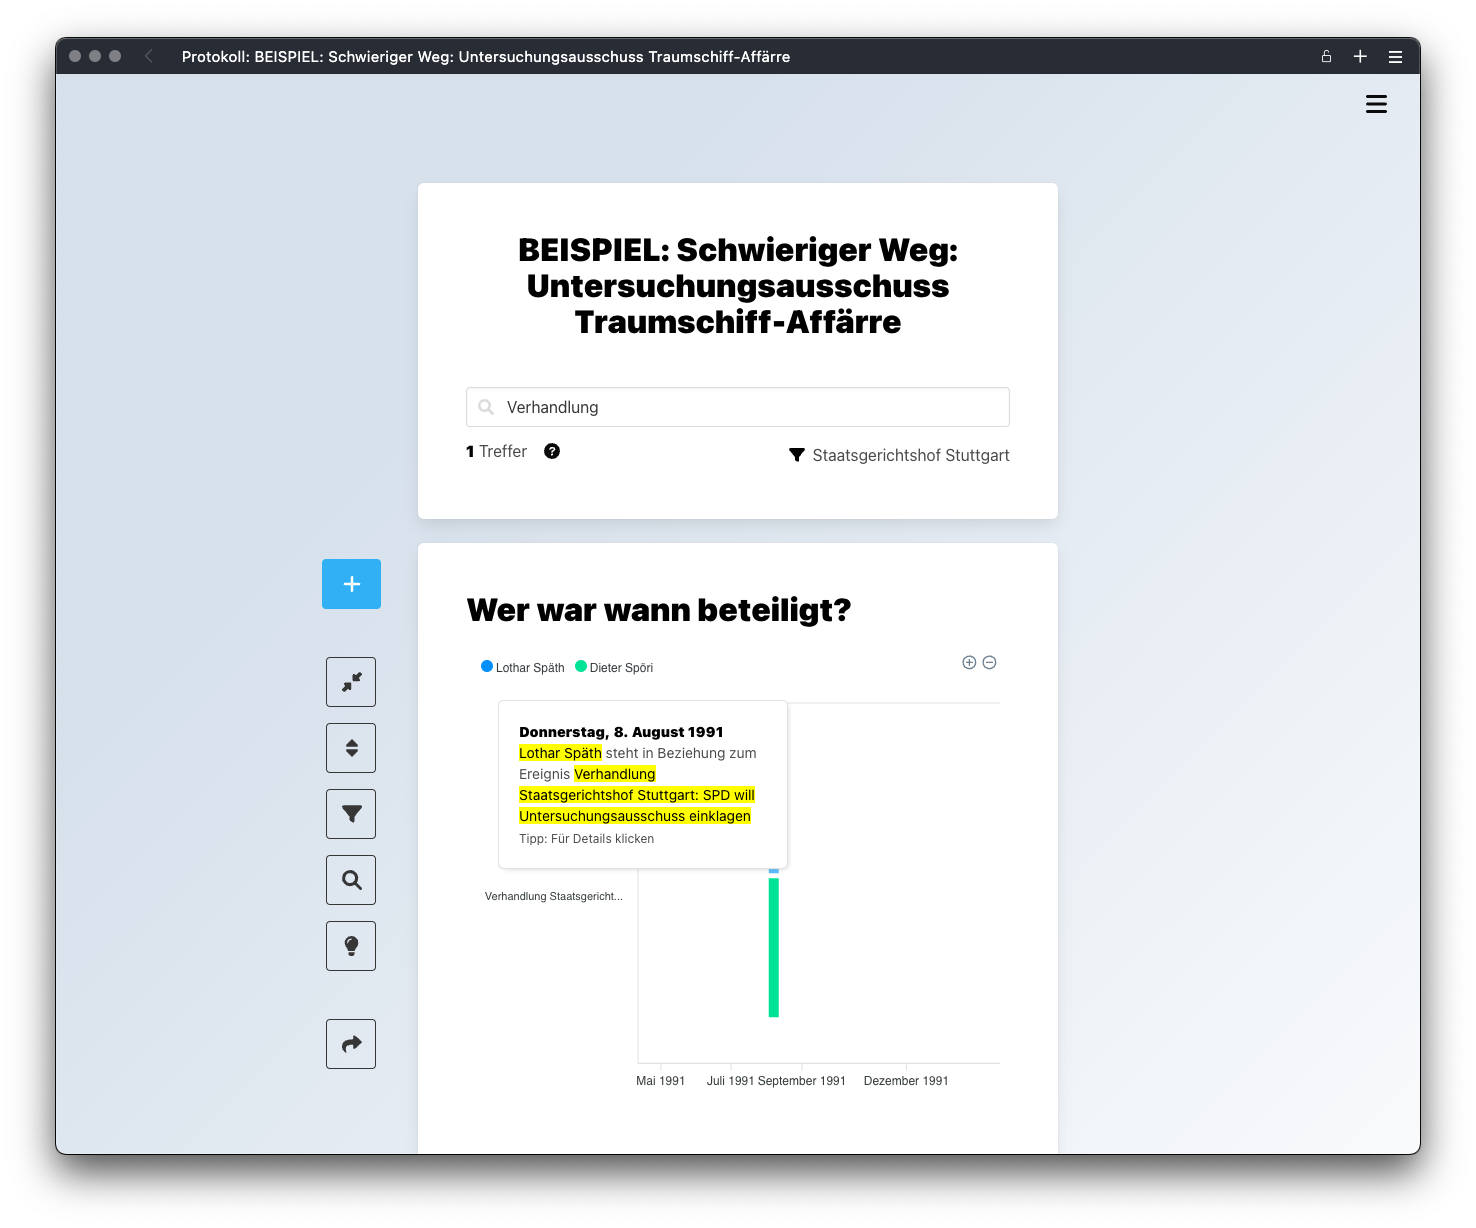 Protokoll: BEISPIEL: Schwieriger Weg: Untersuchungsausschuss Traumschiff-Affärre
BEISPIEL: Schwieriger Weg:
Untersuchungsausschuss
Traumschiff-Affärre
Verhandlung
1 Treffer ?
Staatsgerichtshof Stuttgart
Wer war wann beteiligt?
Lothar Späth Dieter Spöri
Donnerstag, 8. August 1991
Lothar Späth steht in Beziehung zum
Ereignis Verhandlung
Staatsgerichtshof Stuttgart: SPD will
Untersuchungsausschuss einklagen
Tipp: Für Details klicken
Verhandlung Staatsgericht...
Mai 1991 Juli 1991 September 1991 Dezember 1991